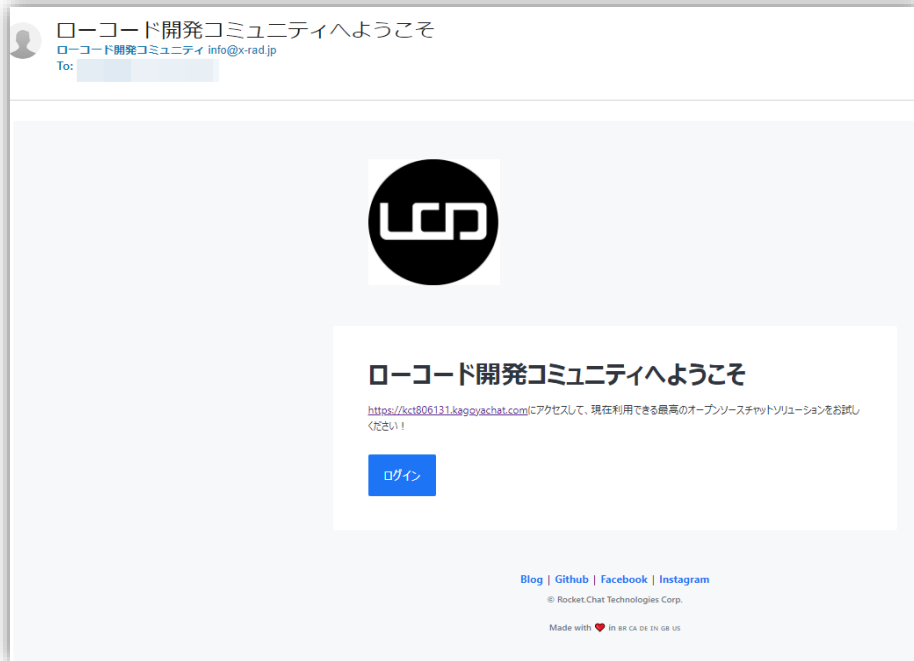 ローコード開発コミュニティへようこそ
ローコード開発コミュニティ info@x-rad.jp
To:
LCD
ローコード開発コミュニティへようこそ
https://kct806131.kagoyachat.comにアクセスして、現在利用できる最高のオープンソースチャットソリューションをお試し
ください！
ログイン
Blog | Github | Facebook | Instagram
© Rocket.Chat Technologies Corp.
Made with ❤ in BR CA DE IN GB US